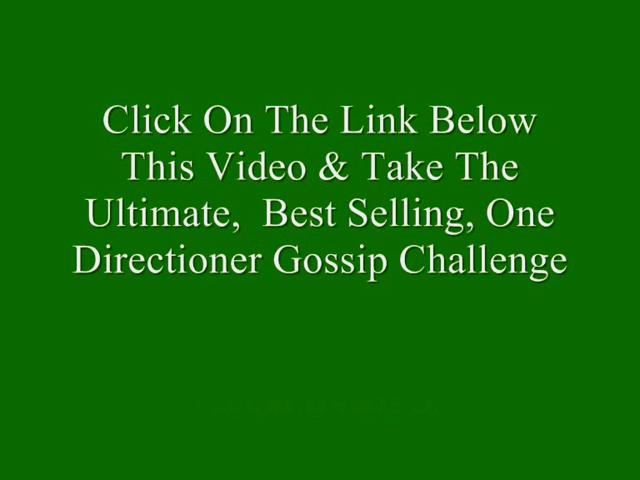 Click On The Link Below
This Video & Take The
Ultimate,  Best Selling, One
Directioner Gossip Challenge